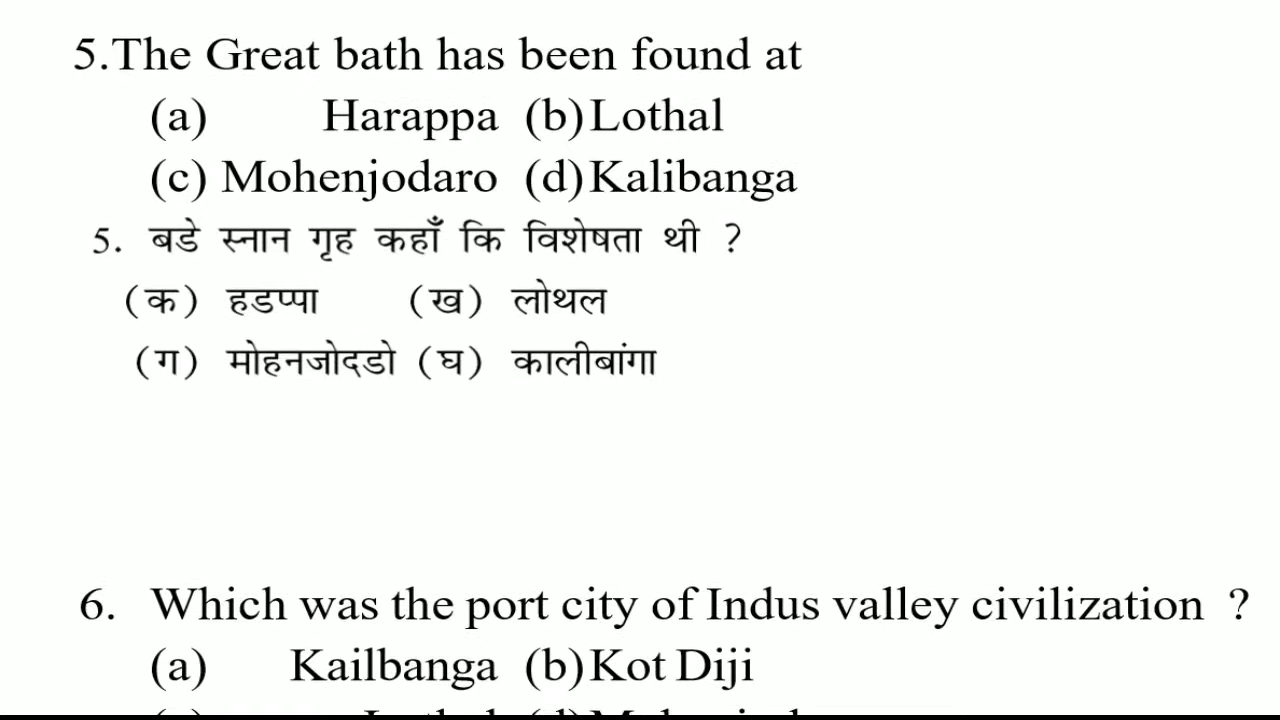 5.The Great bath has been found at
(a) Harappa (b)Lothal
(c) Mohenjodaro (d)Kalibanga
5. बडे स्नान गृह कहाँ कि विशेषता थी ?
(क) हडप्पा (ख) लोथल
(ग) मोहनजोदडो (घ) कालीबांगा
6. Which was the port city of Indus valley civilization ?
(a) Kailbanga (b)Kot Diji